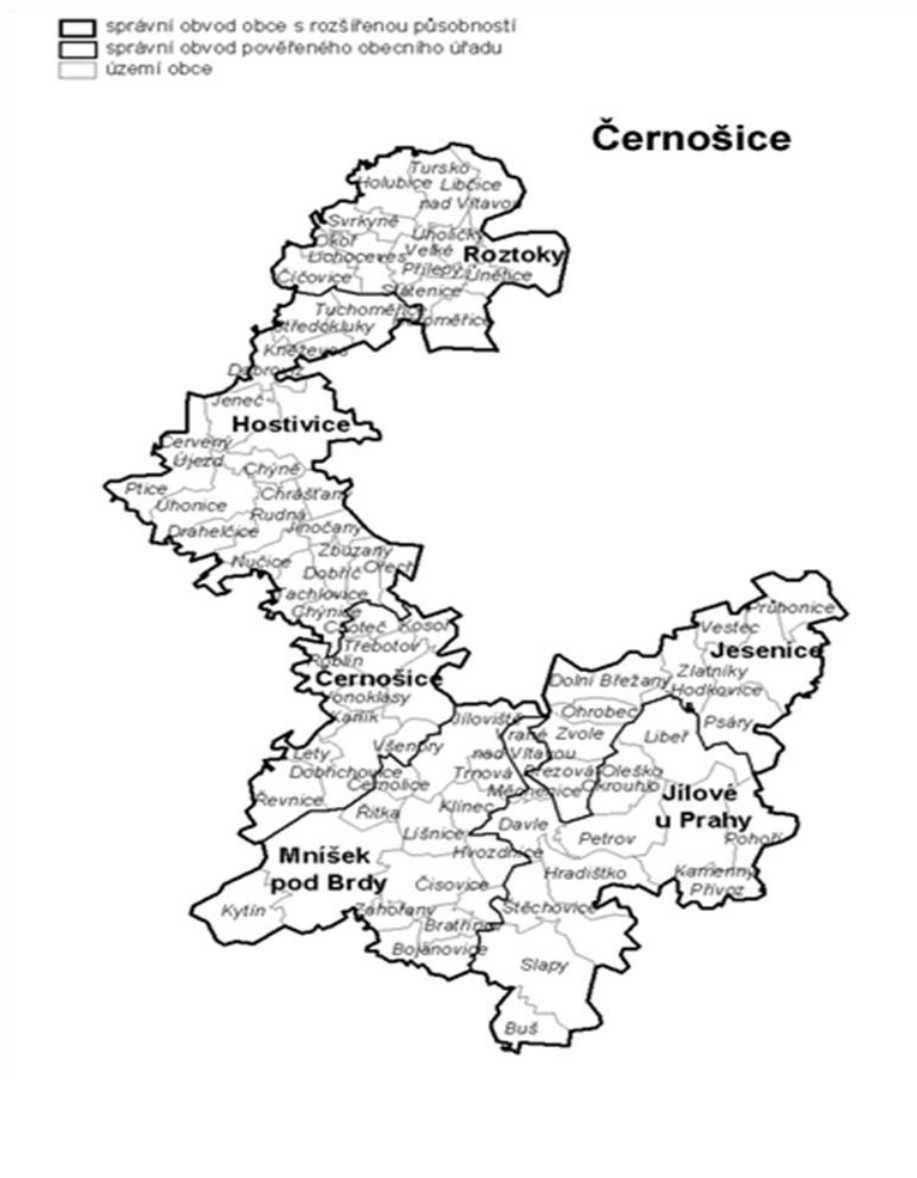 správní obvod obce s rozšířenou působností
správní obvod pověřeného obecního úřadu
území obce
Černošice
Tursko
Holubice Libčice
nad Vltavou
Svrkyně
Úholičky
Okoř
Velké
Roztoky
Lichoceves
Přílepy
Únětice
Číčovice
Statenice
Tuchoměřice
Horoměřice
Středokluky
Kněževes
Dobrovíz
Jeneč
Hostivice
Červený
Újezd
Chýně
Ptice
Chrášťany
Úhonice
Rudná
Drahelčice
Jinočany
Zbuzany
Nučice
Dobříč
Ořech
Tachlovice
Chýnice
Choteč
Kosoř
Třebotov
Roblín
Černošice
Vonoklasy
Karlík
Všenory
Lety
Dobřichovice
Černolice
Řevnice
Řitka
Průhonice
Vestec
Jesenice
Zlatníky
Hodkovice
Dolní Břežany
Ohrobec
Psáry
Jíloviště
Vrané
Zvole
Libeř
nad Vltavou
Trnová
Březová
Oleško
Měchenice
Okrouhlo
Jílové
u Prahy
Klínec
Davle
Líšnice
Petrov
Pohoří
Hvozdnice
Mníšek
pod Brdy
Hradištko
Kamenný
Přívoz
Čisovice
Kytín
Zahořany
Štěchovice
Bratřínov
Bojanovice
Slapy
Buš